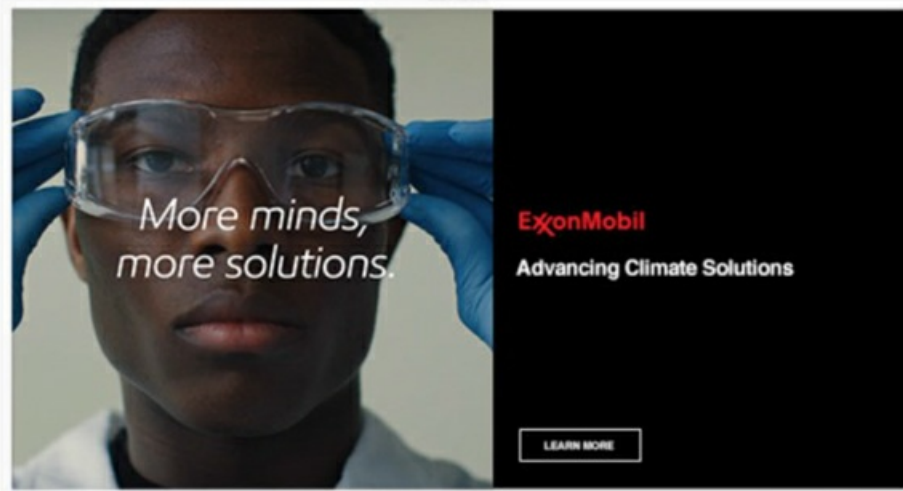 More minds,
more solutions.
ExxonMobil
Advancing Climate Solutions
LEARN MORE